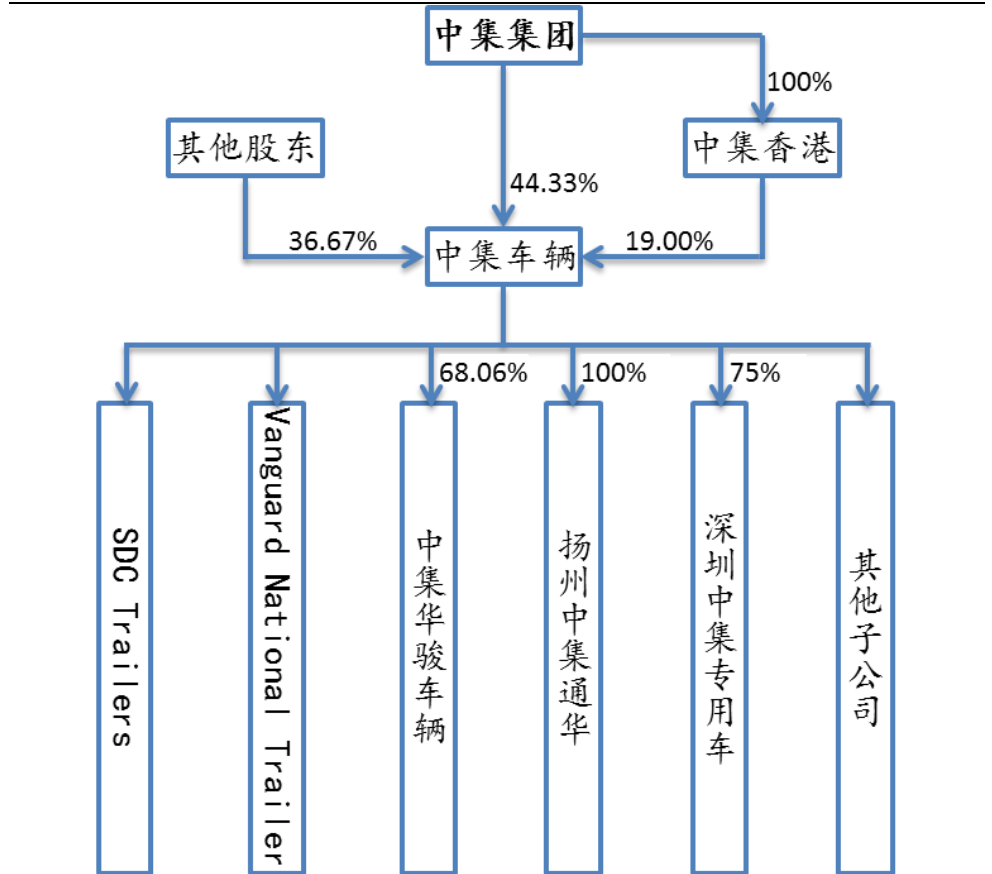 中集集团
100%
其他股东
中集香港
44.33%
36.67%
19.00%
中集车辆
68.06%
100%
75%
SDC Trailers
Vanguard National Trailer
中集华骏车辆
扬州中集通华
深圳中集专用车
其他子公司